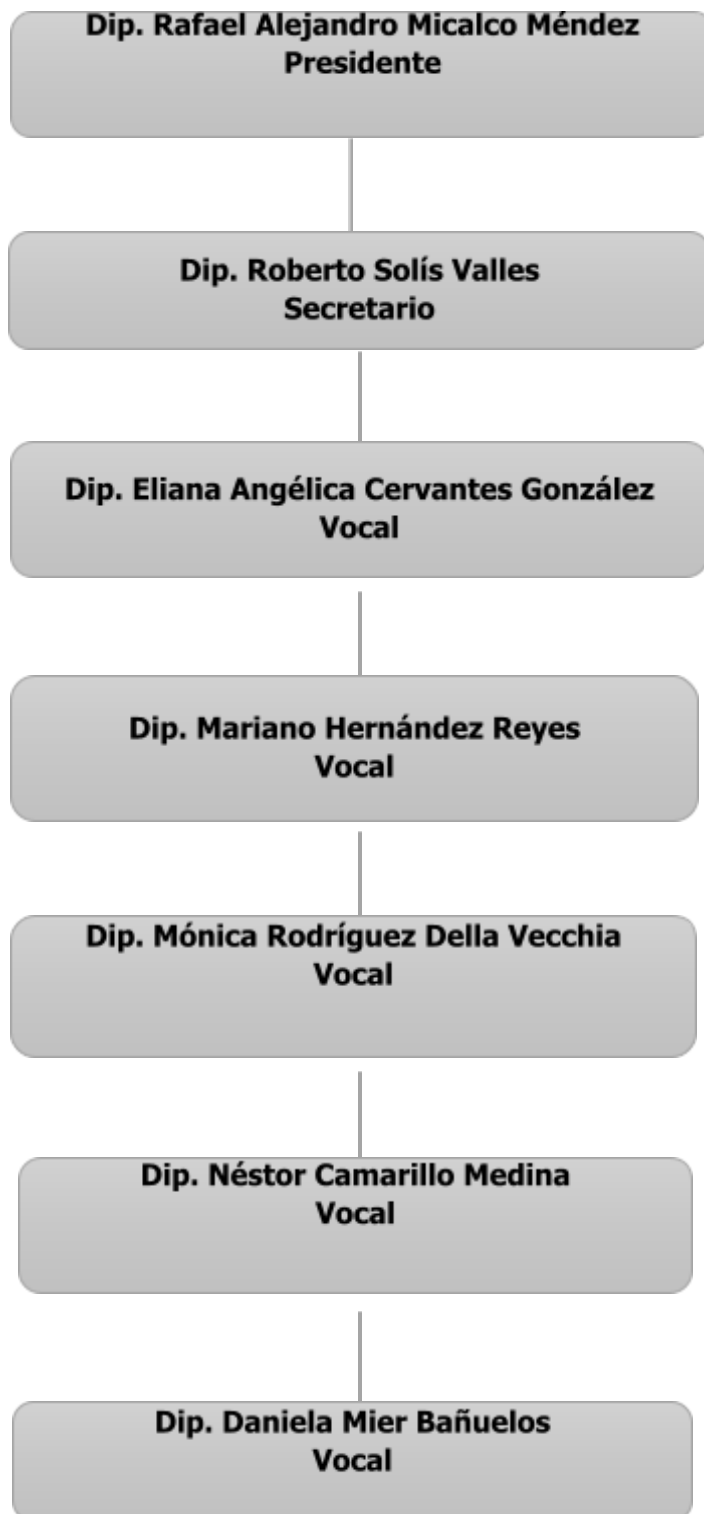 Dip. Rafael Alejandro Micalco Méndez
Presidente
Dip. Roberto Solís Valles
Secretario
Dip. Eliana Angélica Cervantes González
Vocal
Dip. Mariano Hernández Reyes
Vocal
Dip. Mónica Rodríguez Della Vecchia
Vocal
Dip. Néstor Camarillo Medina
Vocal
Dip. Daniela Mier Bañuelos
Vocal